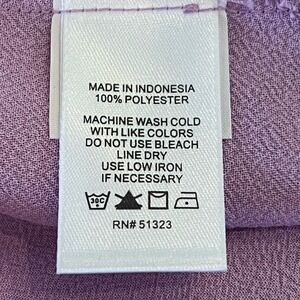 MADE IN INDONESIA
100% POLYESTER
MACHINE WASH COLD
WITH LIKE COLORS
DO NOT USE BLEACH
LINE DRY
USE LOW IRON
IF NECESSARY
30C
RN# 51323